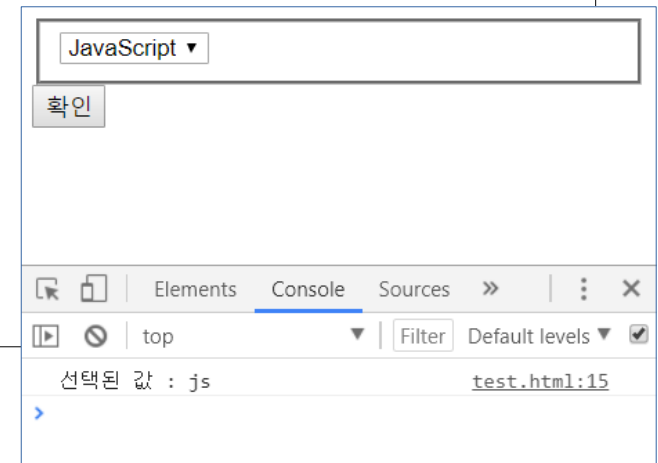 JavaScript ▼
확인
Elements Console Sources »
top ▼ Filter Default levels ▼
선택된 값 : js test.html:15
>